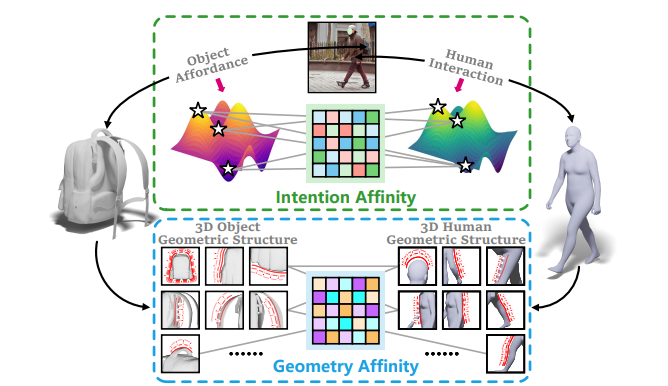 Object
Affordance
Human
Interaction
Intention Affinity
3D Object
Geometric Structure
3D Human
Geometric Structure
......
......
Geometry Affinity